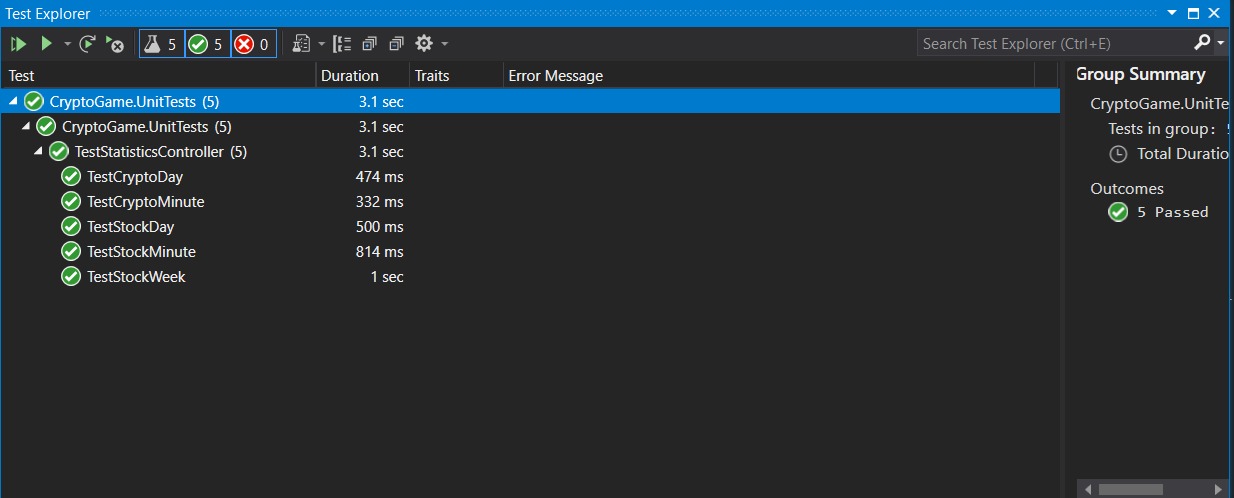 Test Explorer
5 5 0
Search Test Explorer (Ctrl+E)
Test Duration Traits Error Message
CryptoGame.UnitTests (5) 3.1 sec
CryptoGame.UnitTests (5) 3.1 sec
TestStatisticsController (5) 3.1 sec
TestCryptoDay 474 ms
TestCryptoMinute 332 ms
TestStockDay 500 ms
TestStockMinute 814 ms
TestStockWeek 1 sec
Group Summary
CryptoGame.UnitTe
Tests in group:
Total Duratio
Outcomes
5 Passed